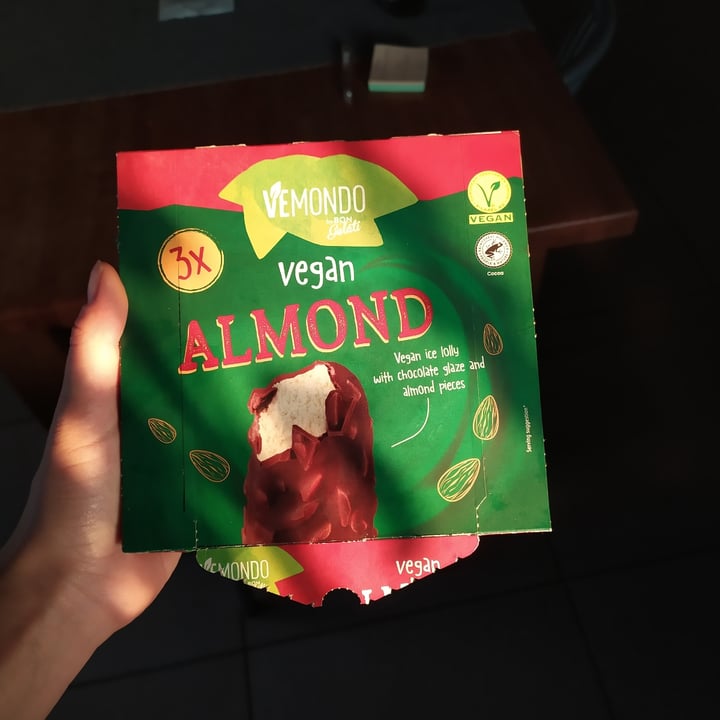 VEMONDO
by BON
Gelati
VEGAN
3X
Cocoa
vegan
ALMOND
Vegan ice lolly
with chocolate glaze and
almond pieces
Serving suggestion*
VEMONDO
vegan